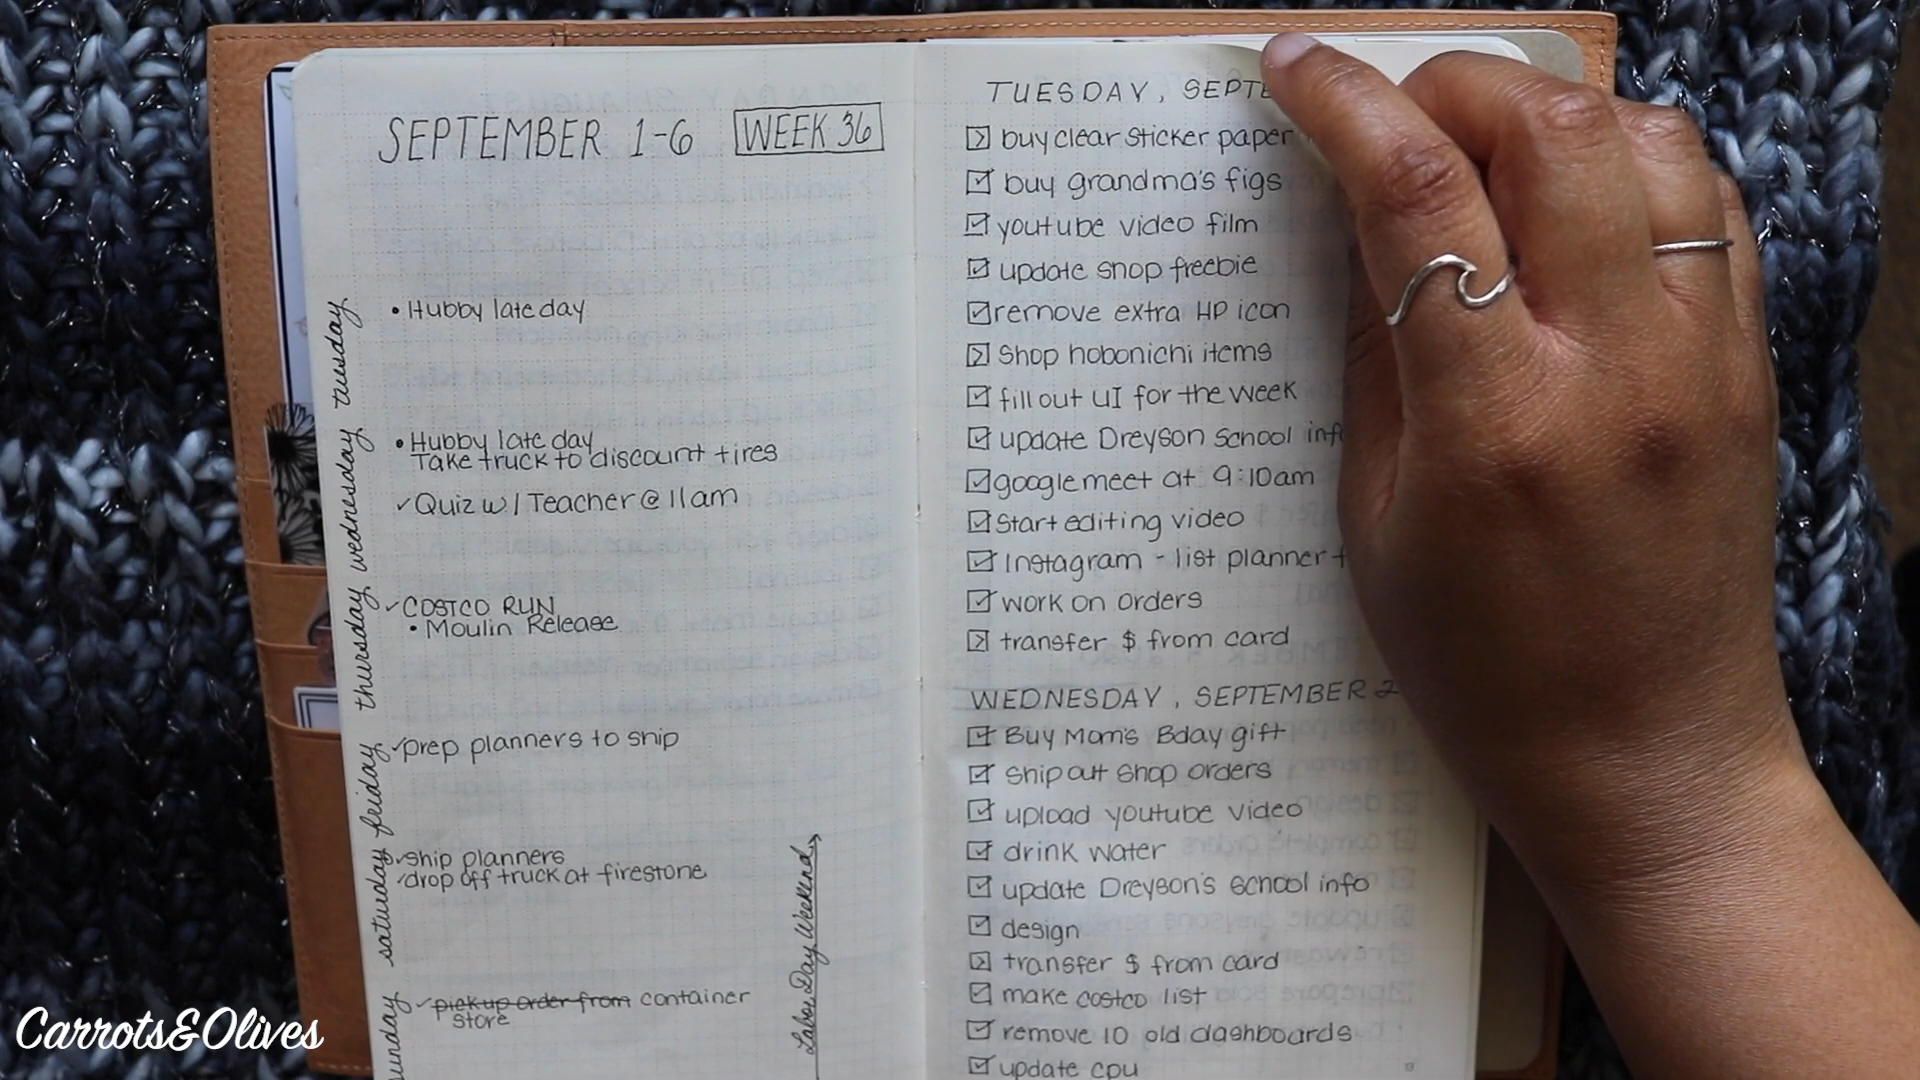 SEPTEMBER 1-6 WEEK 36
tuesday
• Hubby late day
wednesday
• Hubby late day
Take truck to discount tires
✓ Quiz w/ Teacher @ 11am
thursday
✓ COSTCO RUN
• Moulin Release
friday
✓ prep planners to ship
saturday
✓ ship planners
✓ drop off truck at firestone
sunday
✓ pick up order from container
store
Labor Day Weekend
TUESDAY, SEPTE
buy clear sticker paper
buy grandma's figs
youtube video film
update shop freebie
remove extra HP icon
Shop hobonichi items
fill out UI for the week
update Dreyson School info
google meet at 9:10am
Start editing video
Instagram - list planner
work on orders
transfer $ from card
WEDNESDAY, SEPTEMBER 2
Buy Mom's Bday gift
ship out shop orders
upload youtube video
drink water
update Dreyson's school info
design
transfer $ from card
make costco list
remove 10 old dashboards
update cpu
13
Carrots&Olives